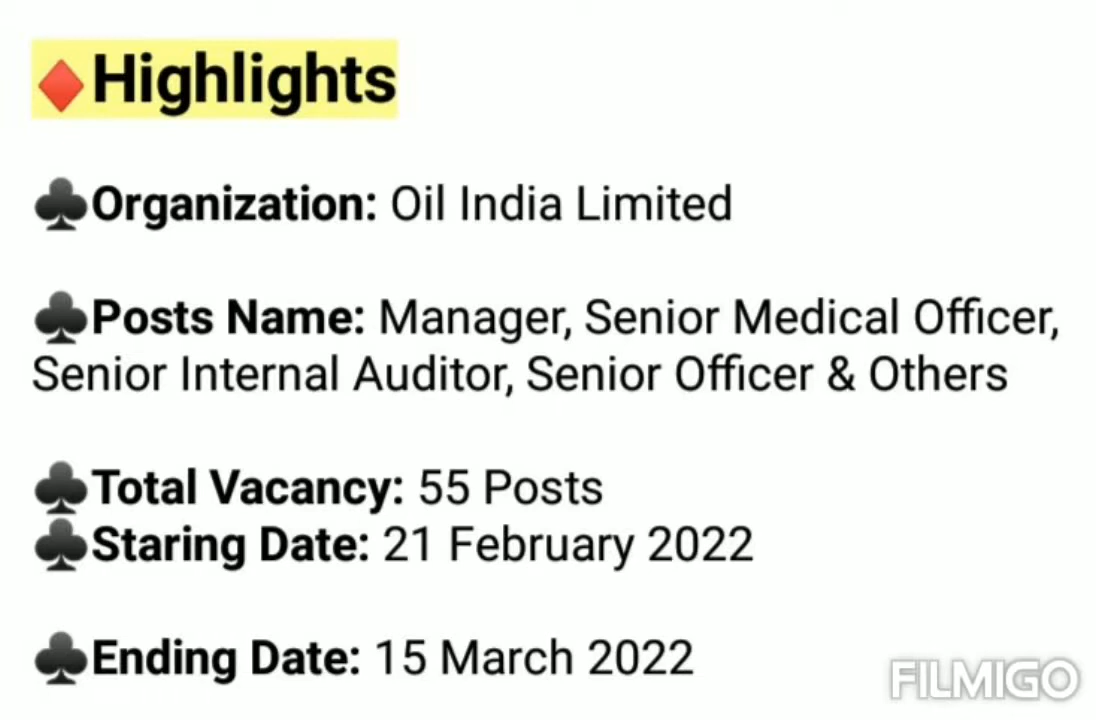 ♦️Highlights
♣️Organization: Oil India Limited
♣️Posts Name: Manager, Senior Medical Officer,
Senior Internal Auditor, Senior Officer & Others
♣️Total Vacancy: 55 Posts
♣️Staring Date: 21 February 2022
♣️Ending Date: 15 March 2022
FILMIGO